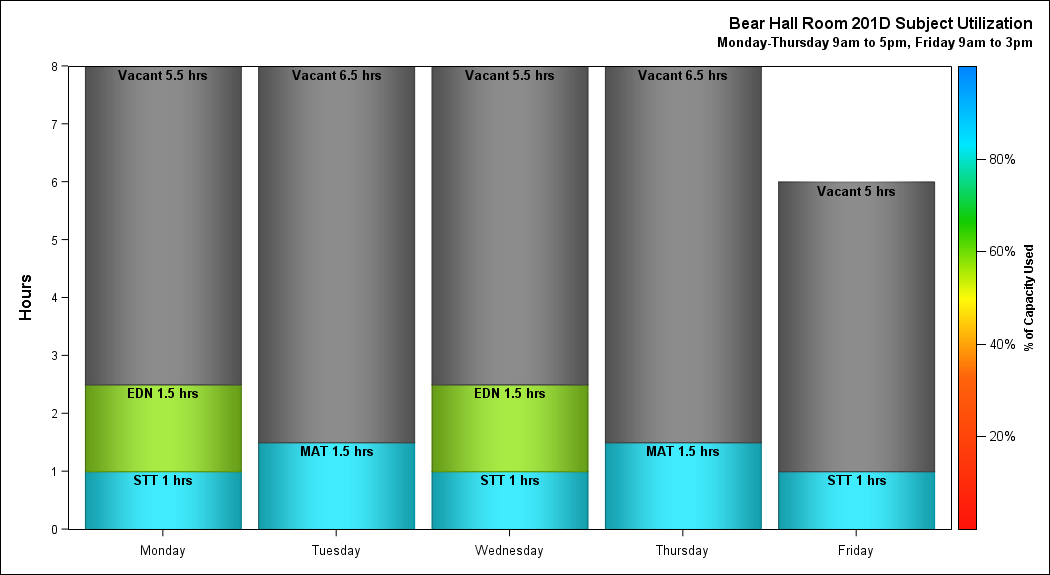 Bear Hall Room 201D Subject Utilization
Monday-Thursday 9am to 5pm, Friday 9am to 3pm
8
7
6
5
4
3
2
1
0
Hours
Vacant 5.5 hrs
EDN 1.5 hrs
STT 1 hrs
Vacant 6.5 hrs
MAT 1.5 hrs
Vacant 5.5 hrs
EDN 1.5 hrs
STT 1 hrs
Vacant 6.5 hrs
MAT 1.5 hrs
Vacant 5 hrs
STT 1 hrs
Monday
Tuesday
Wednesday
Thursday
Friday
80%
60%
40%
20%
% of Capacity Used